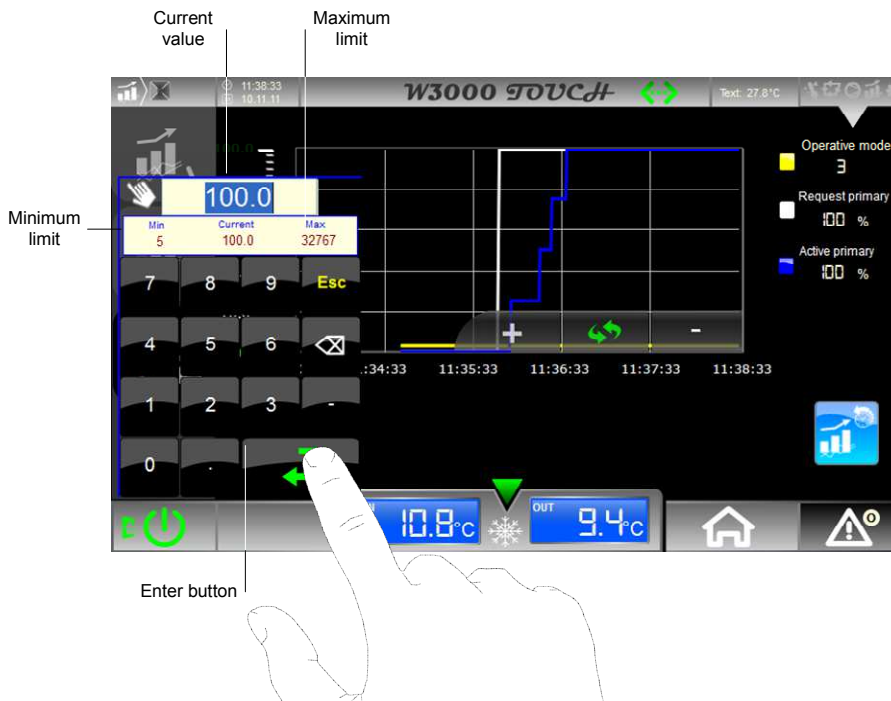 Current
value
Maximum
limit
11:38:33
10.11.11
W3000 TOUCH
Text: 27.8°C
100.0
Operative mode
3
Request primary
100 %
Active primary
100 %
Minimum
limit
100.0
Min Current Max
5 100.0 32767
7 8 9 Esc
4 5 6
1 2 3 -
0 .
+ -
:34:33 11:35:33 11:36:33 11:37:33 11:38:33
10.8°C
OUT 9.4°C
0
Enter button